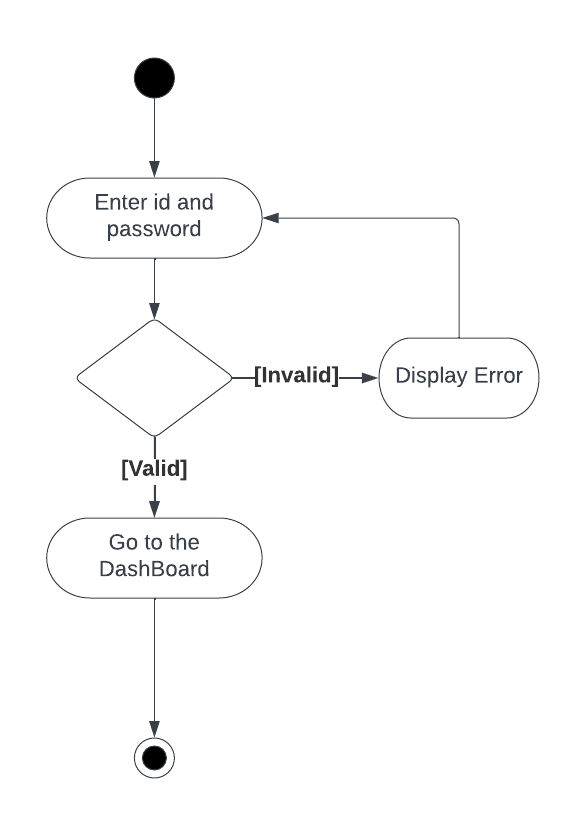 Enter id and
password
[Invalid]
Display Error
[Valid]
Go to the
DashBoard